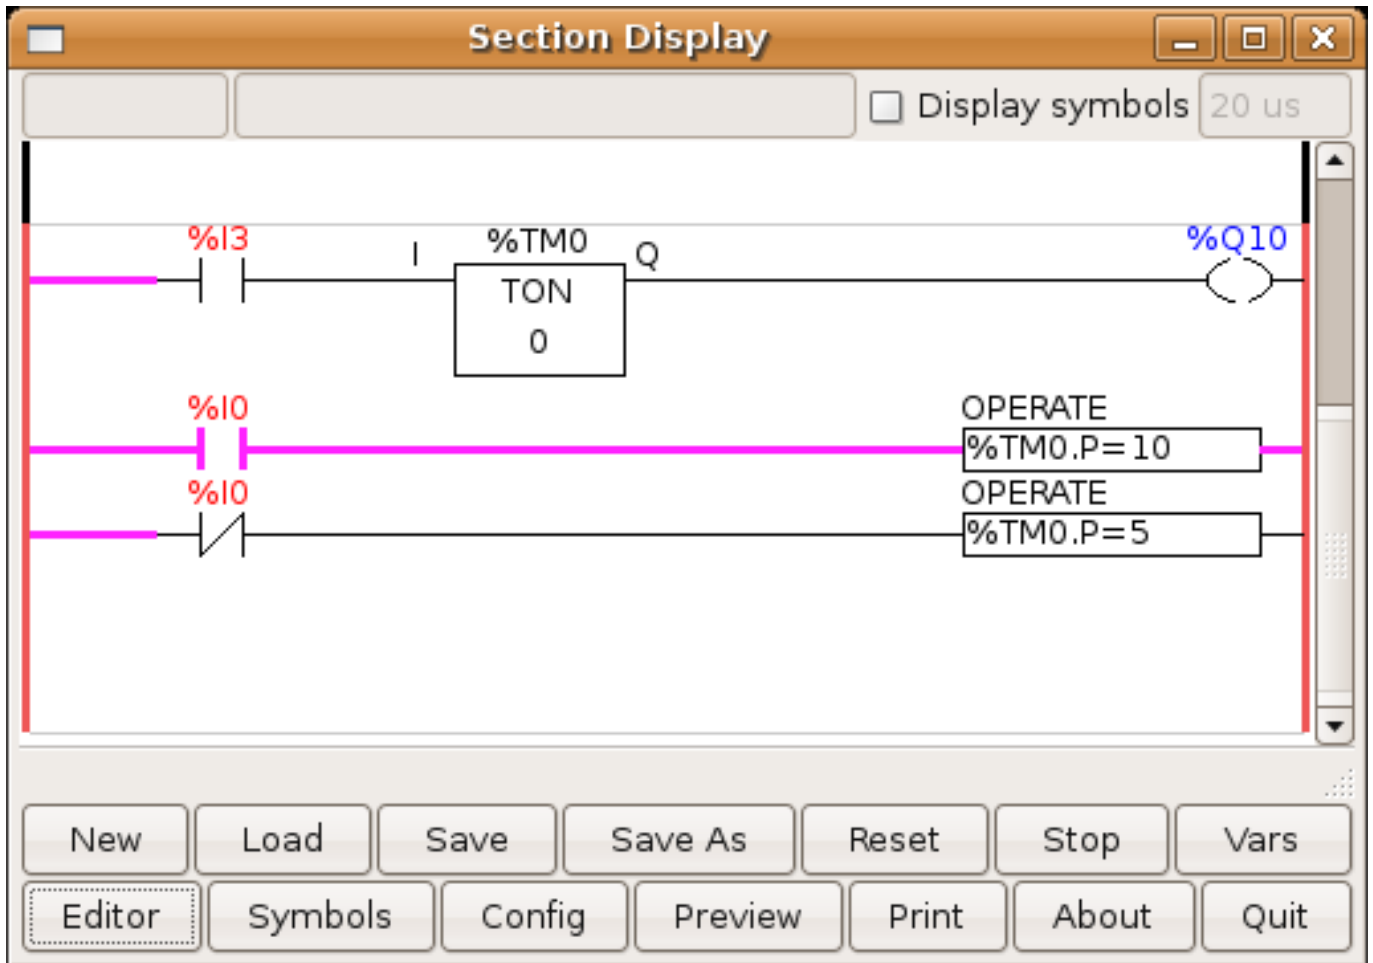 Section Display
Display symbols 20 us
%I3 %TM0 %Q10
I Q
TON
0
%I0 OPERATE
%TM0.P=10
%I0 OPERATE
%TM0.P=5
New Load Save Save As Reset Stop Vars
Editor Symbols Config Preview Print About Quit